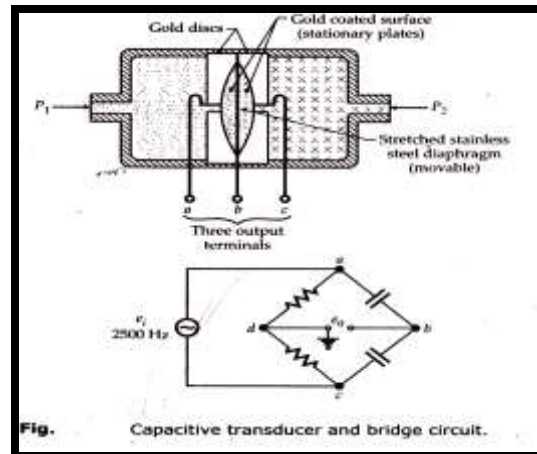 Gold discs
Gold coated surface
(stationary plates)
P1
P2
Stretched stainless
steel diaphragm
(movable)
a b c
Three output
terminals
a
ei
2500 Hz
d
eo
b
c
Fig. Capacitive transducer and bridge circuit.